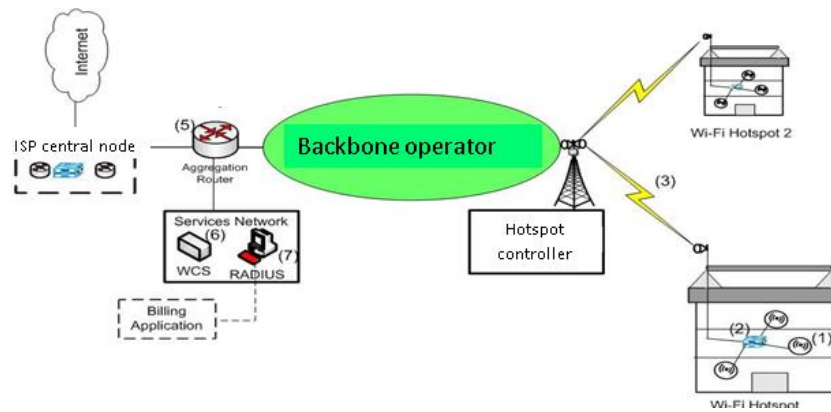 Internet
ISP central node
(5)
Aggregation
Router
Backbone operator
Services Network
(6)
(7)
WCS
RADIUS
Billing
Application
Hotspot
controller
(3)
Wi-Fi Hotspot 2
(2)
(1)
Wi-Fi Hotspot